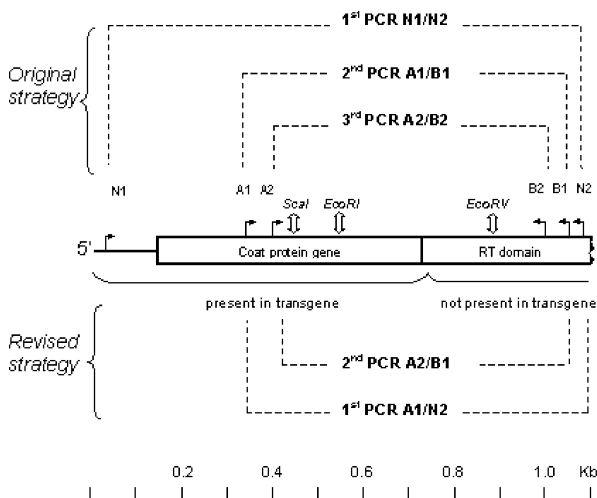 1st PCR N1/N2
Original strategy
2nd PCR A1/B1
3rd PCR A2/B2
N1 A1 A2 B2 B1 N2
ScaI EcoRI EcoRV
5'
Coat protein gene RT domain
present in transgene not present in transgene
Revised strategy
2nd PCR A2/B1
1st PCR A1/N2
0.2 0.4 0.6 0.8 1.0 Kb